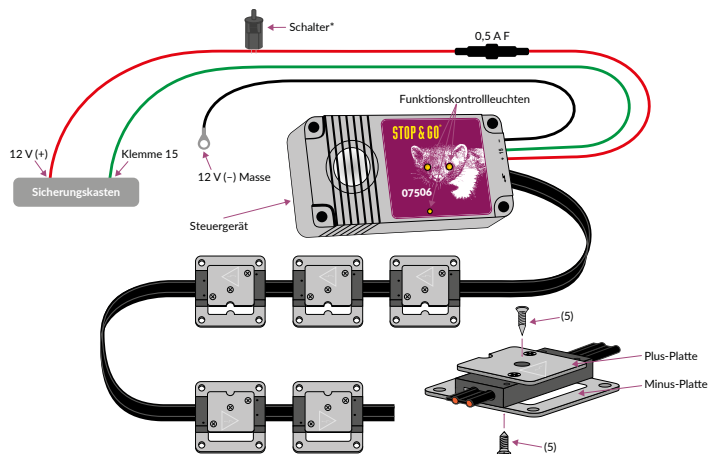 Schalter*
0,5 A F
Funktionskontrollleuchten
STOP & GO®
- 
+ 15
07506
12 V (+)
Klemme 15
12 V (–) Masse
Sicherungskasten
Steuergerät
(5)
Plus-Platte
Minus-Platte
(5)